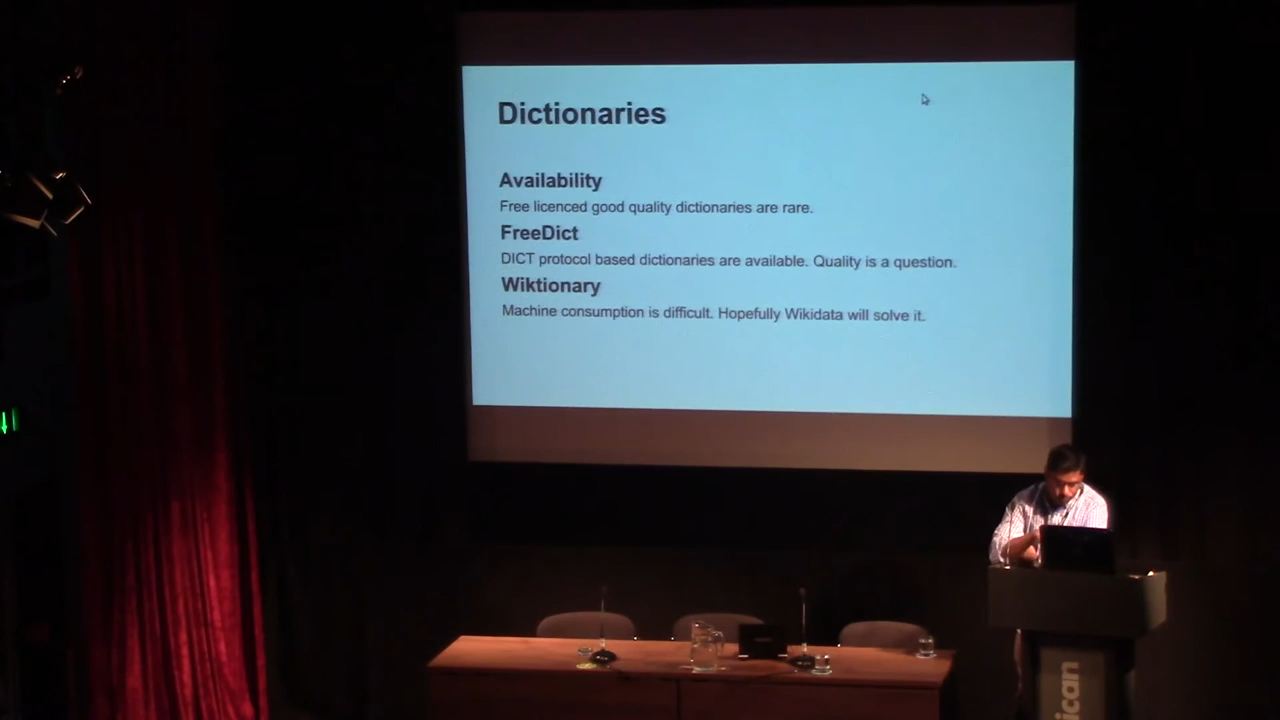 Dictionaries
Availability
Free licenced good quality dictionaries are rare.
FreeDict
DICT protocol based dictionaries are available. Quality is a question.
Wiktionary
Machine consumption is difficult. Hopefully Wikidata will solve it.
ican